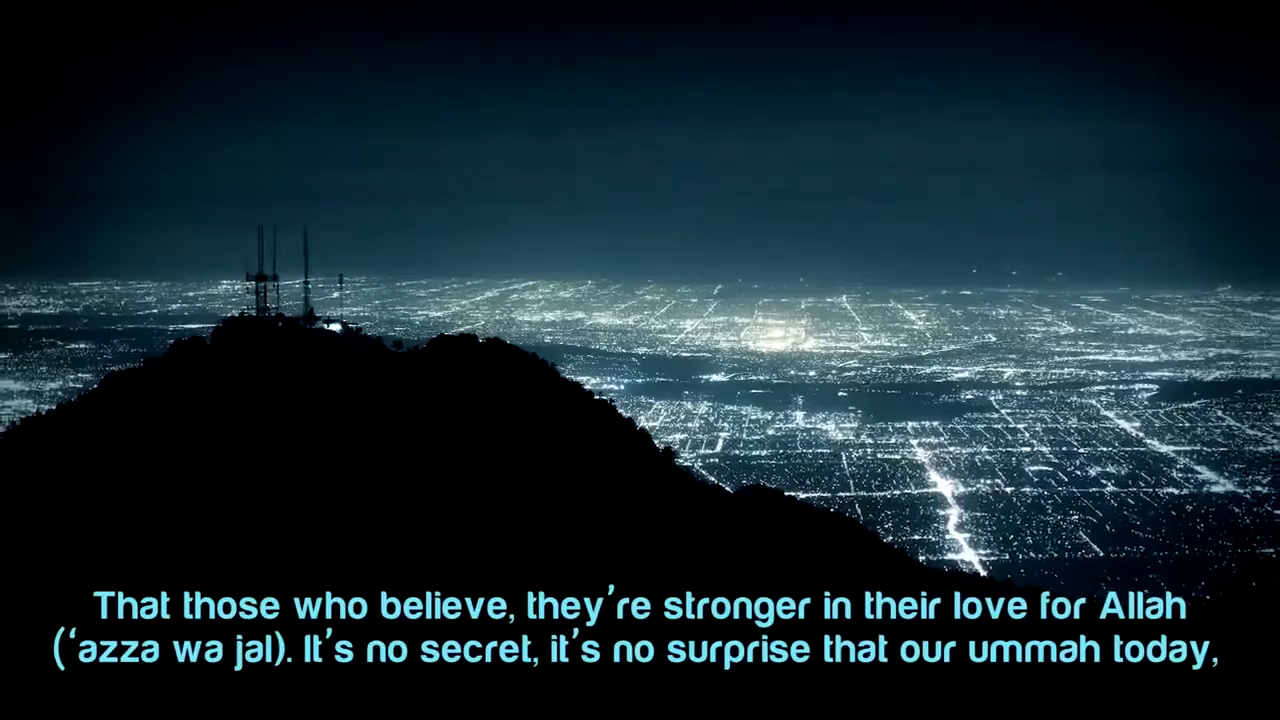 That those who believe, they're stronger in their love for Allah
('azza wa jal). It's no secret, it's no surprise that our ummah today,